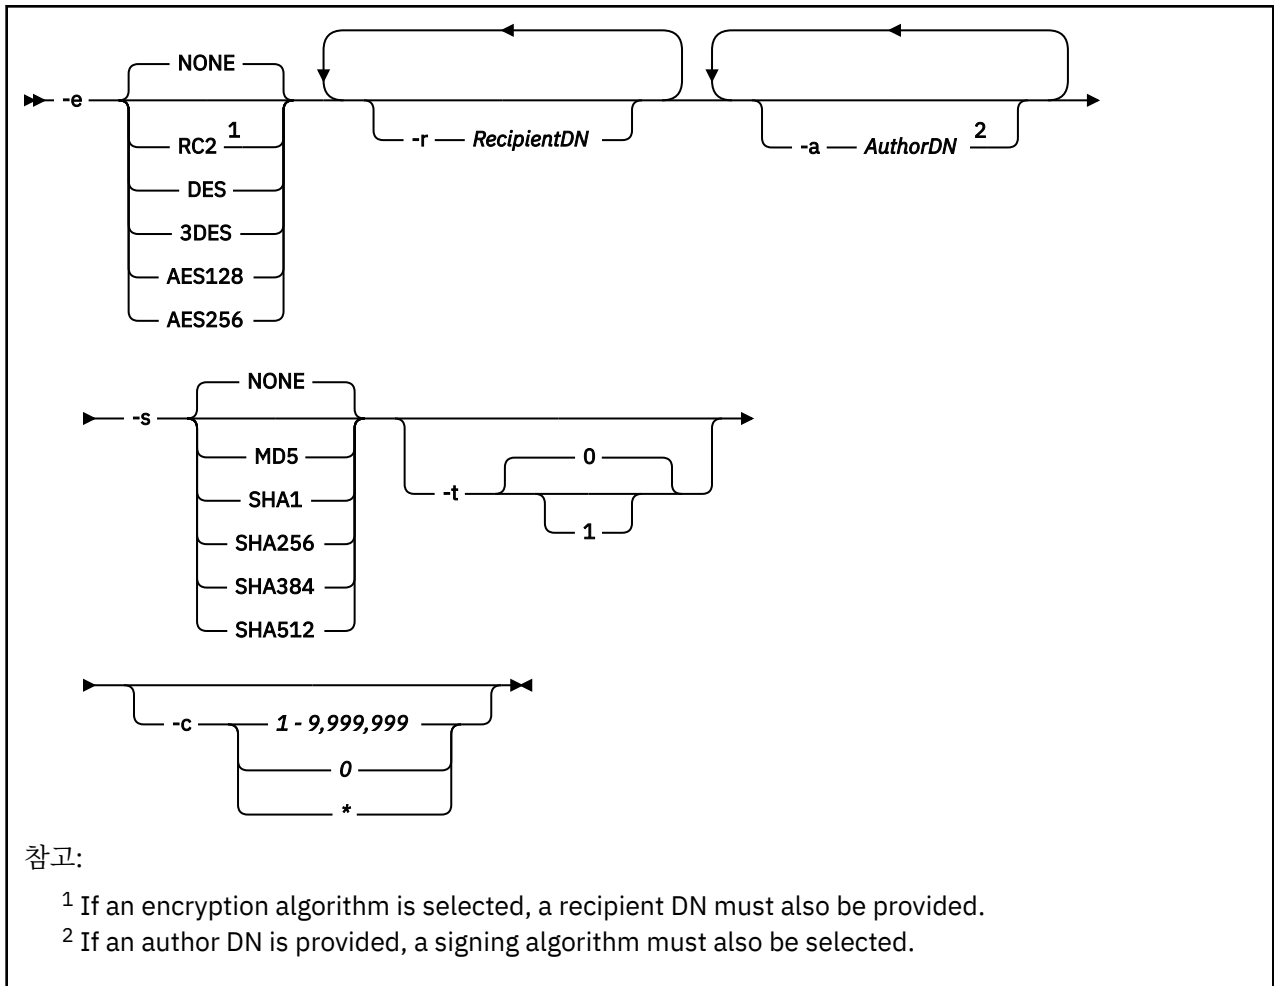 NONE
-e
RC2 1
-r RecipientDN
-a AuthorDN 2
DES
3DES
AES128
AES256
NONE
-s
MD5
0
SHA1
-t
1
SHA256
SHA384
SHA512
-c 1 - 9,999,999
0
*
참고:
1 If an encryption algorithm is selected, a recipient DN must also be provided.
2 If an author DN is provided, a signing algorithm must also be selected.